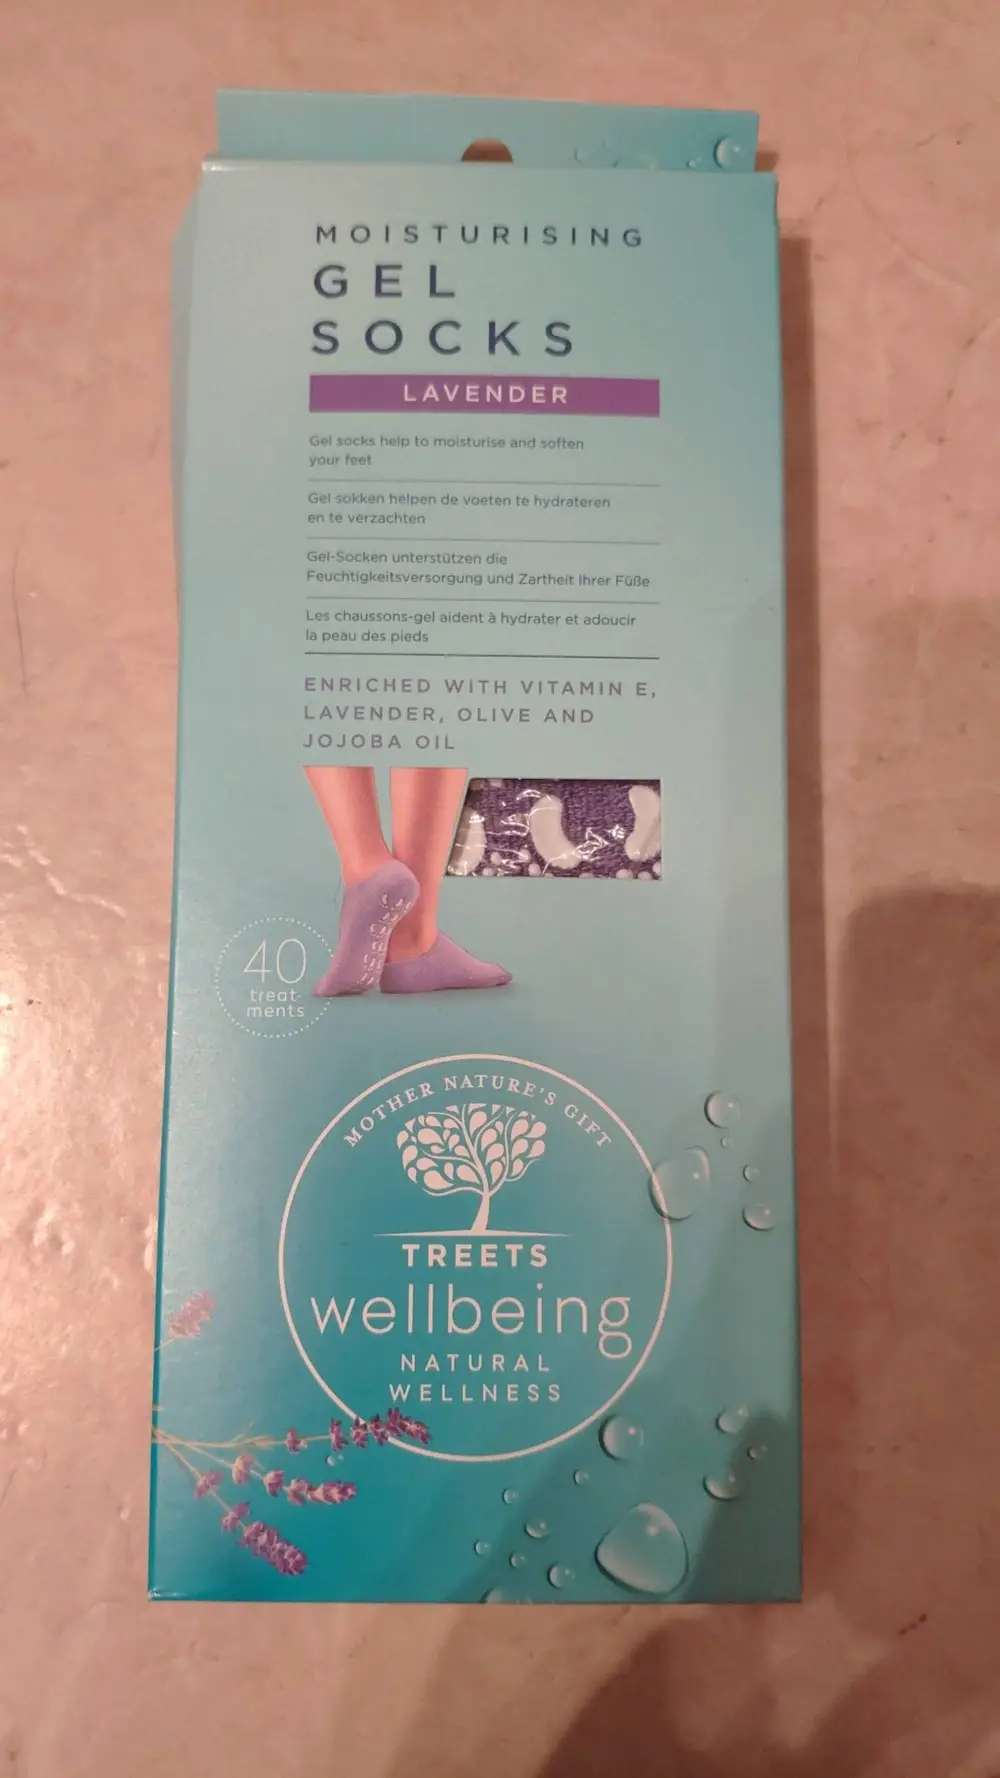 MOISTURISING
GEL
SOCKS
LAVENDER
Gel socks help to moisturise and soften
your feet
Gel sokken helpen de voeten te hydrateren
en te verzachten
Gel-Socken unterstützen die
Feuchtigkeitsversorgung und Zartheit Ihrer Füße
Les chaussons-gel aident à hydrater et adoucir
la peau des pieds
ENRICHED WITH VITAMIN E,
LAVENDER, OLIVE AND
JOJOBA OIL
40
treat-
ments
MOTHER NATURE'S GIFT
TREETS
wellbeing
NATURAL
WELLNESS